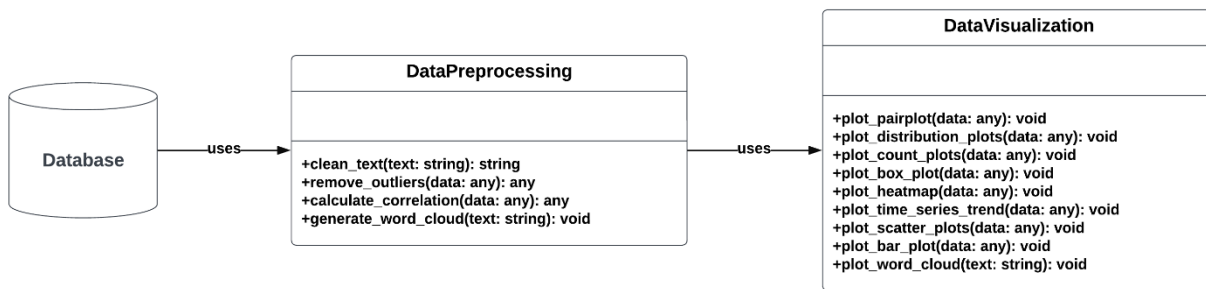 Database
uses
DataPreprocessing
+clean_text(text: string): string
+remove_outliers(data: any): any
+calculate_correlation(data: any): any
+generate_word_cloud(text: string): void
uses
DataVisualization
+plot_pairplot(data: any): void
+plot_distribution_plots(data: any): void
+plot_count_plots(data: any): void
+plot_box_plot(data: any): void
+plot_heatmap(data: any): void
+plot_time_series_trend(data: any): void
+plot_scatter_plots(data: any): void
+plot_bar_plot(data: any): void
+plot_word_cloud(text: string): void